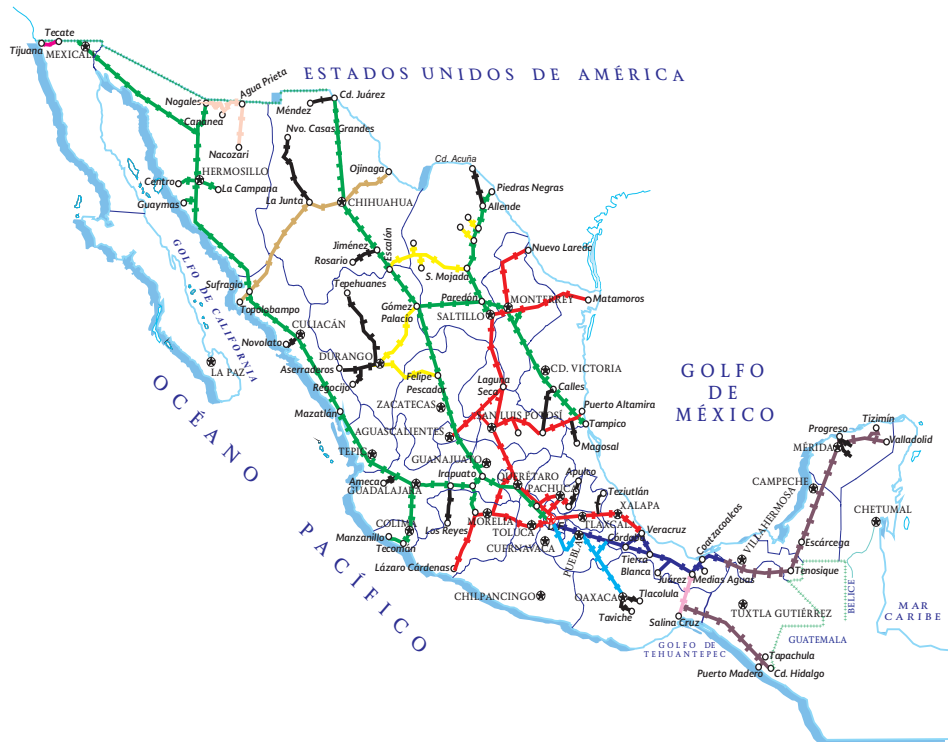 Tecate
Tijuana
MEXICALI
ESTADOS UNIDOS DE AMÉRICA
Agua Prieta
Nogales
Cananea
Nacozari
Méndez
Cd. Juárez
Nvo. Casas Grandes
Ojinaga
Cd. Acuña
Piedras Negras
Allende
HERMOSILLO
Centro
La Campana
Guaymas
La Junta
CHIHUAHUA
Jiménez
Rosario
Escalón
Nuevo Laredo
S. Mojada
Tepehuanes
GOLFO DE CALIFORNIA
Sufragio
Topolobampo
Gómez
Palacio
Paredón
SALTILLO
MONTERREY
Matamoros
CULIACÁN
Novolato
DURANGO
Aserraderos
Regocijo
Felipe
Pescador
Laguna
Seca
CD. VICTORIA
Calles
LA PAZ
GOLFO
DE
MÉXICO
OCÉANO
PACÍFICO
Mazatlán
ZACATECAS
SAN LUIS POTOSÍ
Puerto Altamira
Tampico
Magosal
AGUASCALIENTES
TEPIC
GUANAJUATO
Irapuato
QUERÉTARO
Apulco
PACHUCA
Teziutlán
Ameca
GUADALAJARA
XALAPA
COLIMA
Los Reyes
MORELIA
TOLUCA
TLAXCALA
Veracruz
Córdoba
Manzanillo
Tecomán
CUERNAVACA
PUEBLA
Tierra
Blanca
Lázaro Cárdenas
CHILPANCINGO
OAXACA
Tlacolula
Taviche
Juárez
Medias Aguas
Coatzacoalcos
VILLAHERMOSA
Salina Cruz
TUXTLA GUTIÉRREZ
Tenosique
Escárcega
CAMPECHE
MÉRIDA
Progreso
Tizimín
Valladolid
CHETUMAL
BELICE
MAR
CARIBE
GUATEMALA
GOLFO DE
TEHUANTEPEC
Tapachula
Puerto Madero
Cd. Hidalgo